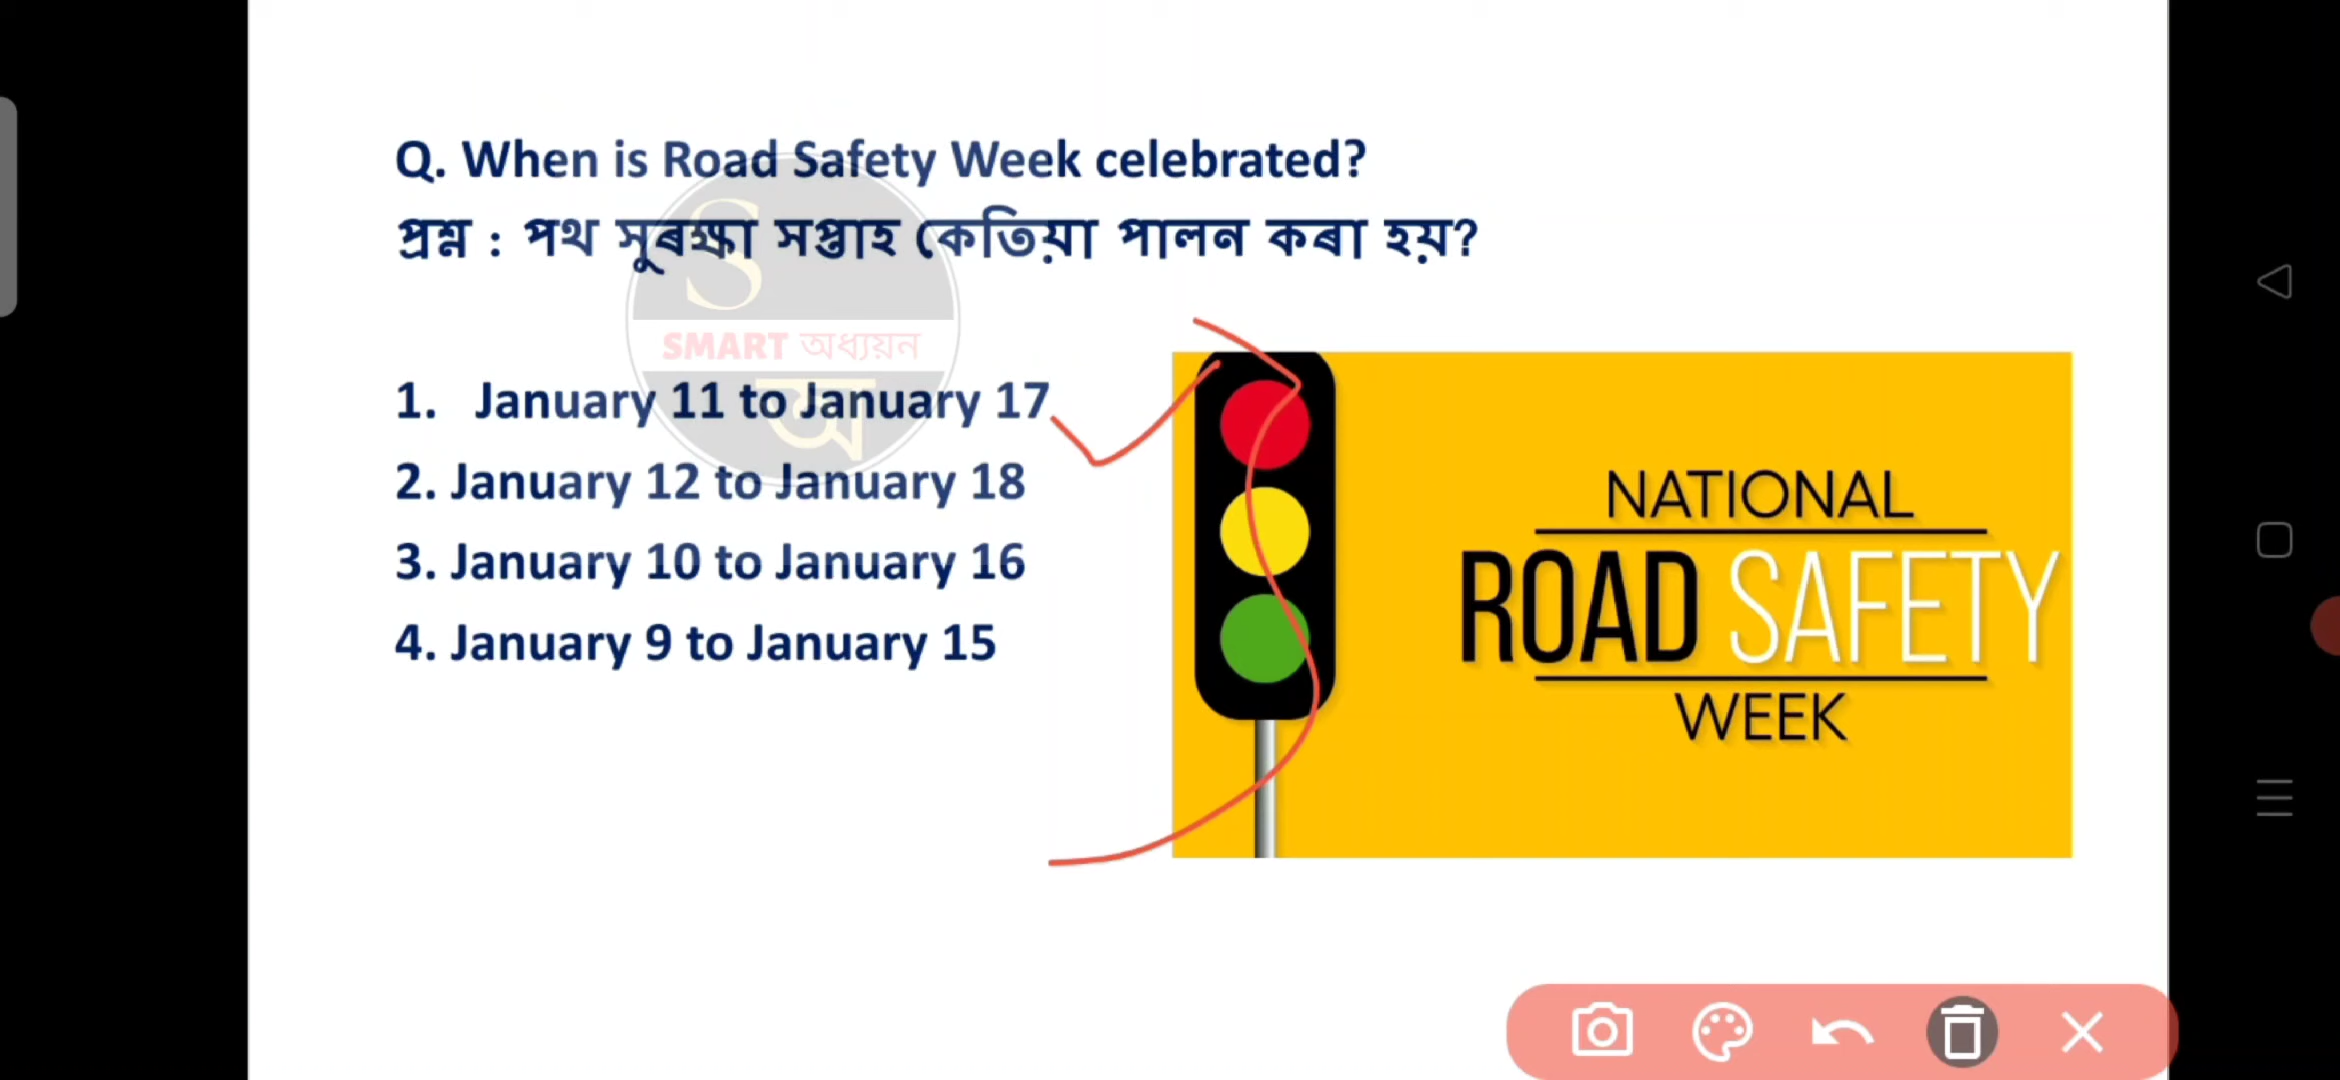 Q. When is Road Safety Week celebrated?
প্ৰশ্ন : পথ সুৰক্ষা সপ্তাহ কেতিয়া পালন কৰা হয়?
S
SMART অধ্যয়ন
অ
1. January 11 to January 17
2. January 12 to January 18
3. January 10 to January 16
4. January 9 to January 15
NATIONAL
ROAD SAFETY
WEEK